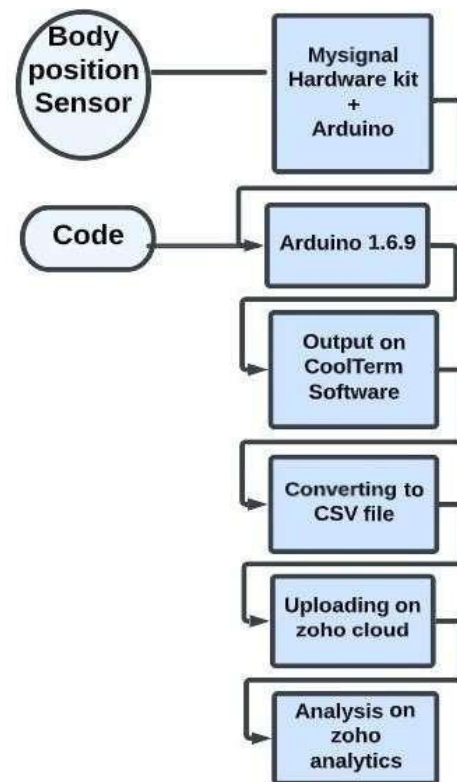 Body
position
Sensor
Mysignal
Hardware kit
+
Arduino
Code
Arduino 1.6.9
Output on
CoolTerm
Software
Converting to
CSV file
Uploading on
zoho cloud
Analysis on
zoho
analytics